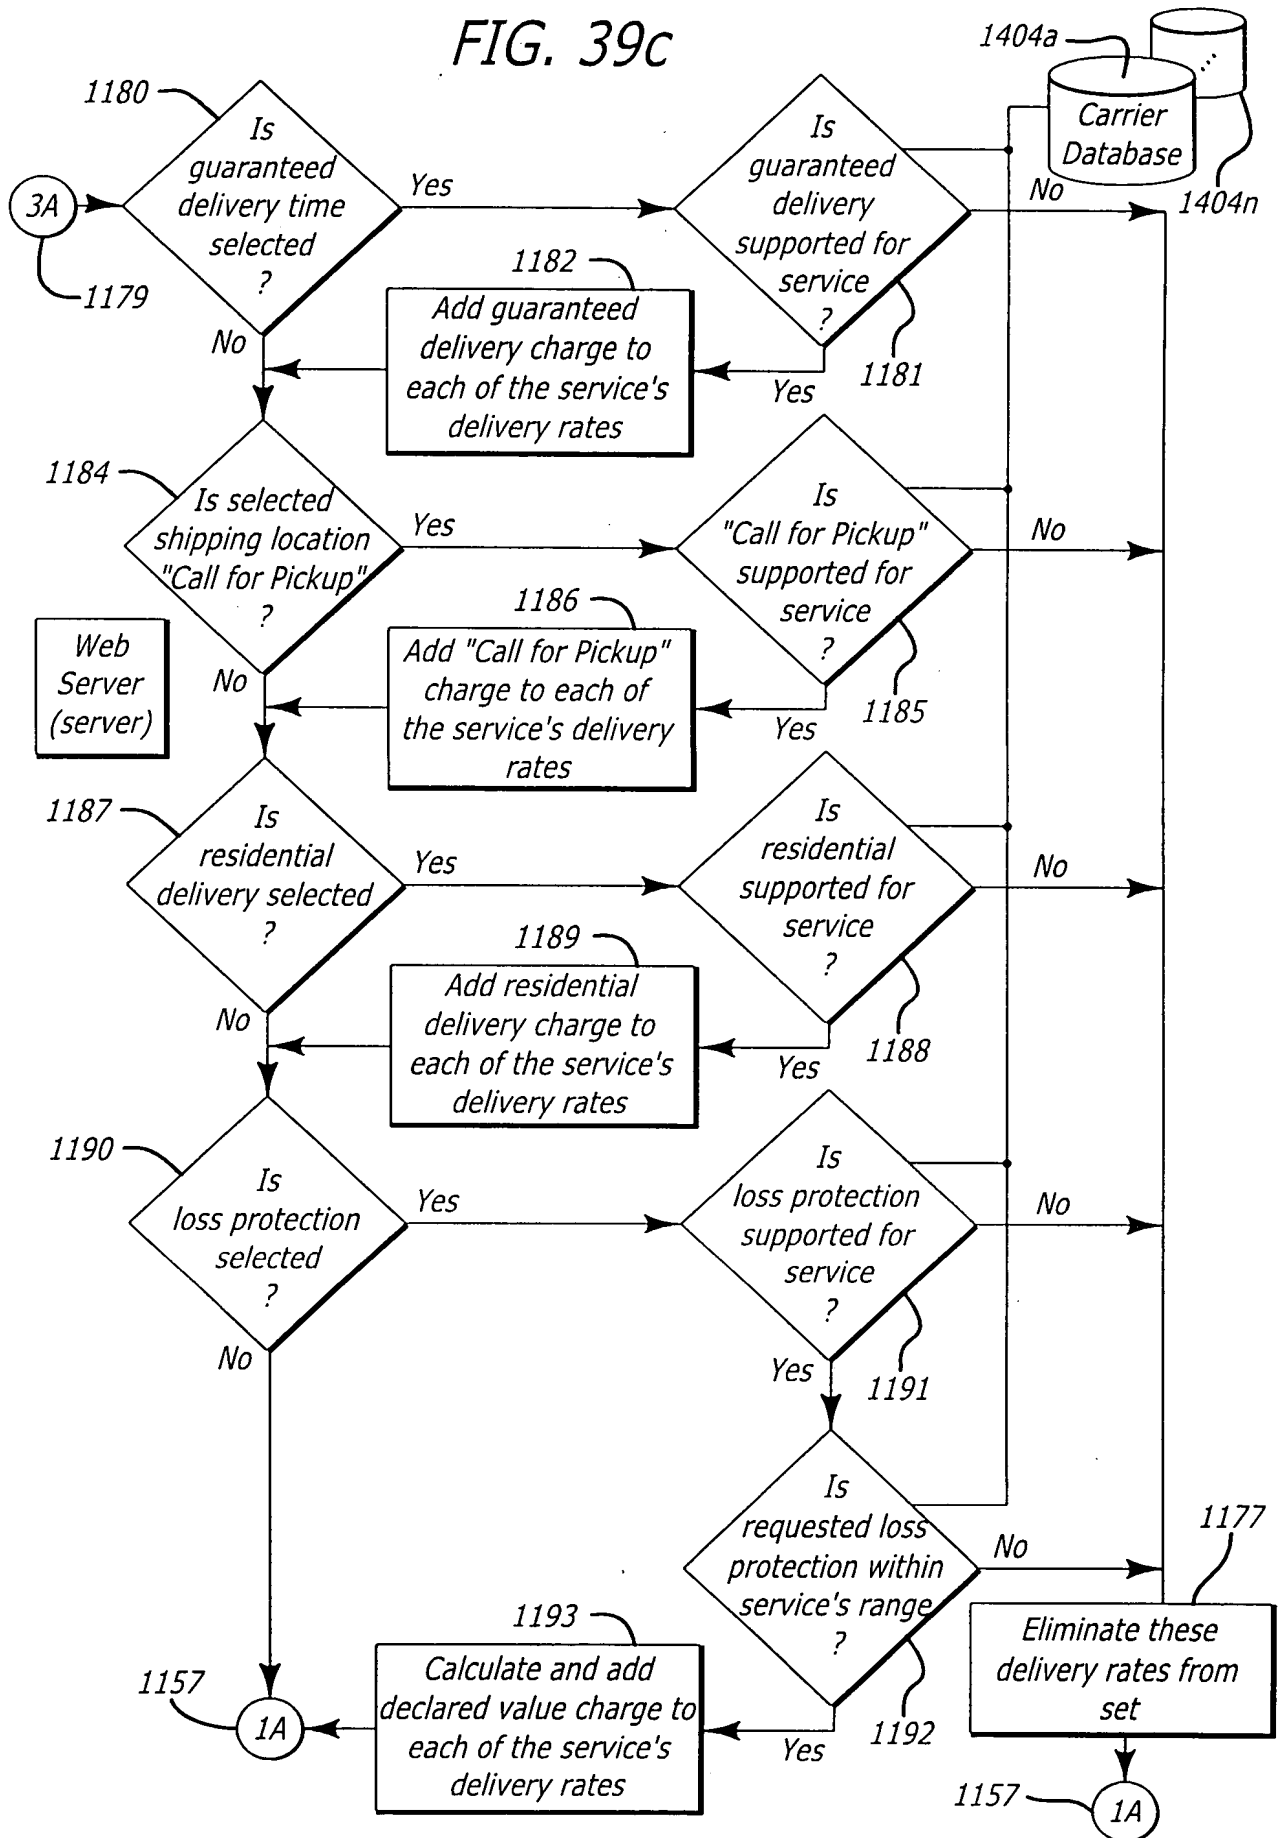 FIG. 39c
1404a
Carrier
Database
1404n
1180
Is
guaranteed
delivery time
selected
?
Yes
Is
guaranteed
delivery
supported for
service
?
No
3A
1179
1182
Add guaranteed
delivery charge to
each of the service's
delivery rates
No
Yes
1181
1184
Is selected
shipping location
"Call for Pickup"
?
Yes
Is
"Call for Pickup"
supported for
service
?
No
Web
Server
(server)
1186
Add "Call for Pickup"
charge to each of
the service's delivery
rates
No
Yes
1185
1187
Is
residential
delivery selected
?
Yes
Is
residential
supported for
service
?
No
1189
Add residential
delivery charge to
each of the service's
delivery rates
No
Yes
1188
1190
Is
loss protection
selected
?
Yes
Is
loss protection
supported for
service
?
No
No
Yes
1191
Is
requested loss
protection within
service's range
?
No
1177
Eliminate these
delivery rates from
set
1193
Calculate and add
declared value charge to
each of the service's
delivery rates
Yes
1192
1157
1A
1157
1A